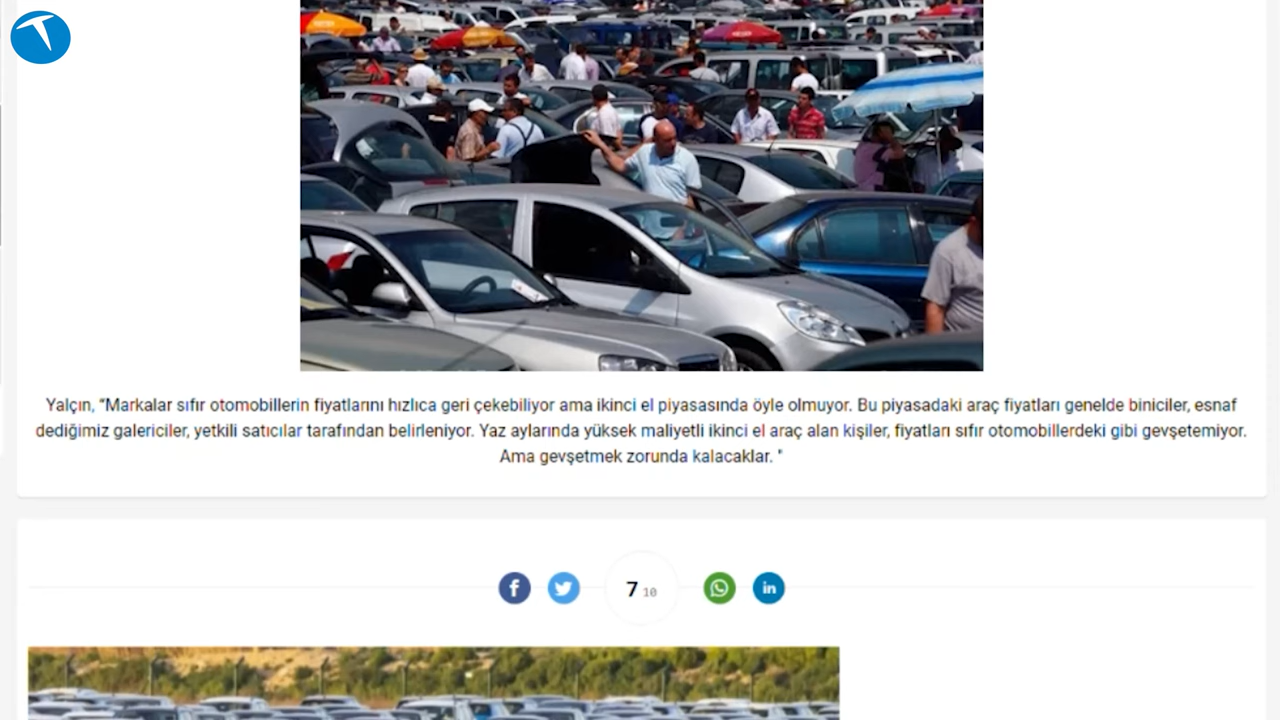 Yalçın, “Markalar sıfır otomobillerin fiyatlarını hızlıca geri çekebiliyor ama ikinci el piyasasında öyle olmuyor. Bu piyasadaki araç fiyatları genelde biniciler, esnaf
dediğimiz galericiler, yetkili satıcılar tarafından belirleniyor. Yaz aylarında yüksek maliyetli ikinci el araç alan kişiler, fiyatları sıfır otomobillerdeki gibi gevşetemiyor.
Ama gevşetmek zorunda kalacaklar. "
7 10